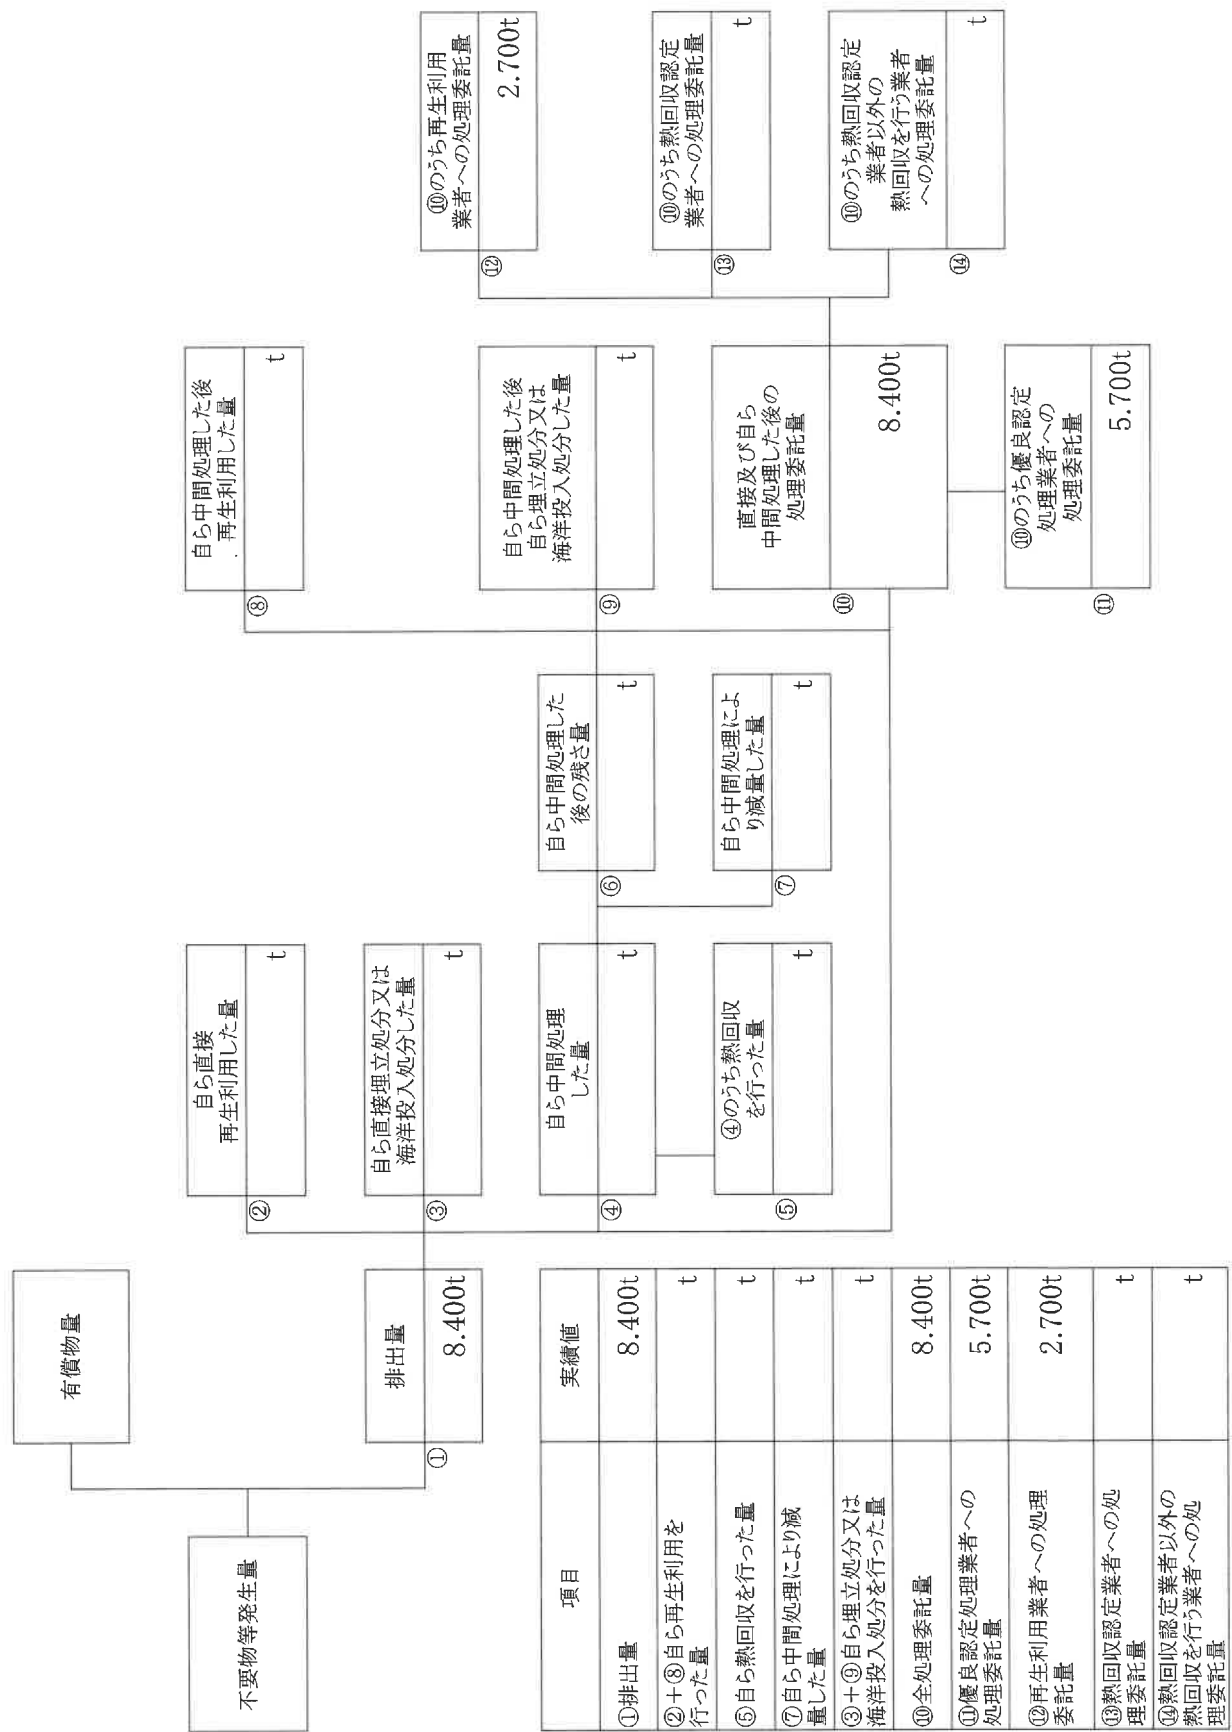 有償物量
不要物等発生量
排出量
①
8.400t
自ら直接
再生利用した量
②
t
自ら直接埋立処分又は
海洋投入処分した量
③
t
自ら中間処理
した量
④
t
④のうち熱回収
を行った量
⑤
t
自ら中間処理した
後の残さ量
⑥
t
自ら中間処理によ
り減量した量
⑦
t
自ら中間処理した後
再生利用した量
⑧
t
自ら中間処理した後
自ら埋立処分又は
海洋投入処分した量
⑨
t
直接及び自ら
中間処理した後の
処理委託量
⑩
8.400t
⑩のうち優良認定
処理業者への
処理委託量
⑪
5.700t
⑩のうち再生利用
業者への処理委託量
⑫
2.700t
⑩のうち熱回収認定
業者への処理委託量
⑬
t
⑩のうち熱回収認定
業者以外の
熱回収を行う業者
への処理委託量
⑭
t
項目 実績値
①排出量 8.400t
②+⑧自ら再生利用を
行った量 t
⑤自ら熱回収を行った量 t
⑦自ら中間処理により減
量した量 t
③+⑨自ら埋立処分又は
海洋投入処分を行った量 t
⑩全処理委託量 8.400t
⑪優良認定処理業者への
処理委託量 5.700t
⑫再生利用業者への処理
委託量 2.700t
⑬熱回収認定業者への処
理委託量 t
⑭熱回収認定業者以外の
熱回収を行う業者への処
理委託量 t